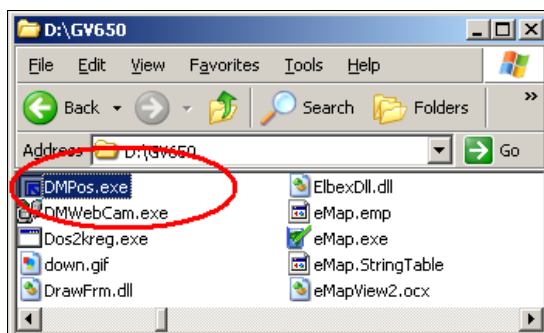 D:\GV650
File Edit View Favorites Tools Help
Back Search Folders »
Address D:\GV650 Go
DMPos.exe ElbexDll.dll
DMWebCam.exe eMap.emp
Dos2kreg.exe eMap.exe
down.gif eMap.StringTable
DrawFrm.dll eMapView2.ocx